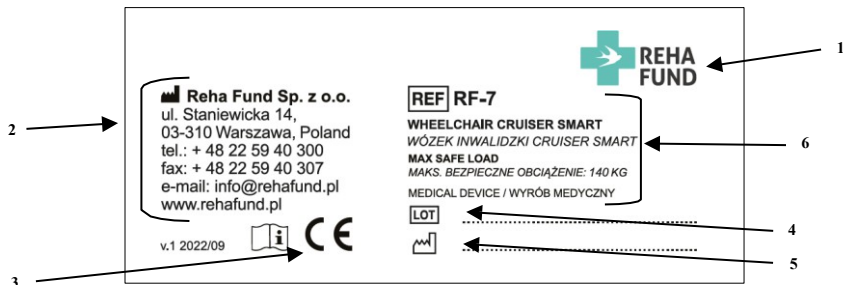 1
REHA
FUND
2
Reha Fund Sp. z o.o.
ul. Staniewicka 14,
03-310 Warszawa, Poland
tel.: + 48 22 59 40 300
fax: + 48 22 59 40 307
e-mail: info@rehafund.pl
www.rehafund.pl
v.1 2022/09
i
CE
3
REF RF-7
WHEELCHAIR CRUISER SMART
WÓZEK INWALIDZKI CRUISER SMART
MAX SAFE LOAD
MAKS. BEZPIECZNE OBCIĄŻENIE: 140 KG
MEDICAL DEVICE / WYRÓB MEDYCZNY
6
LOT
4
5